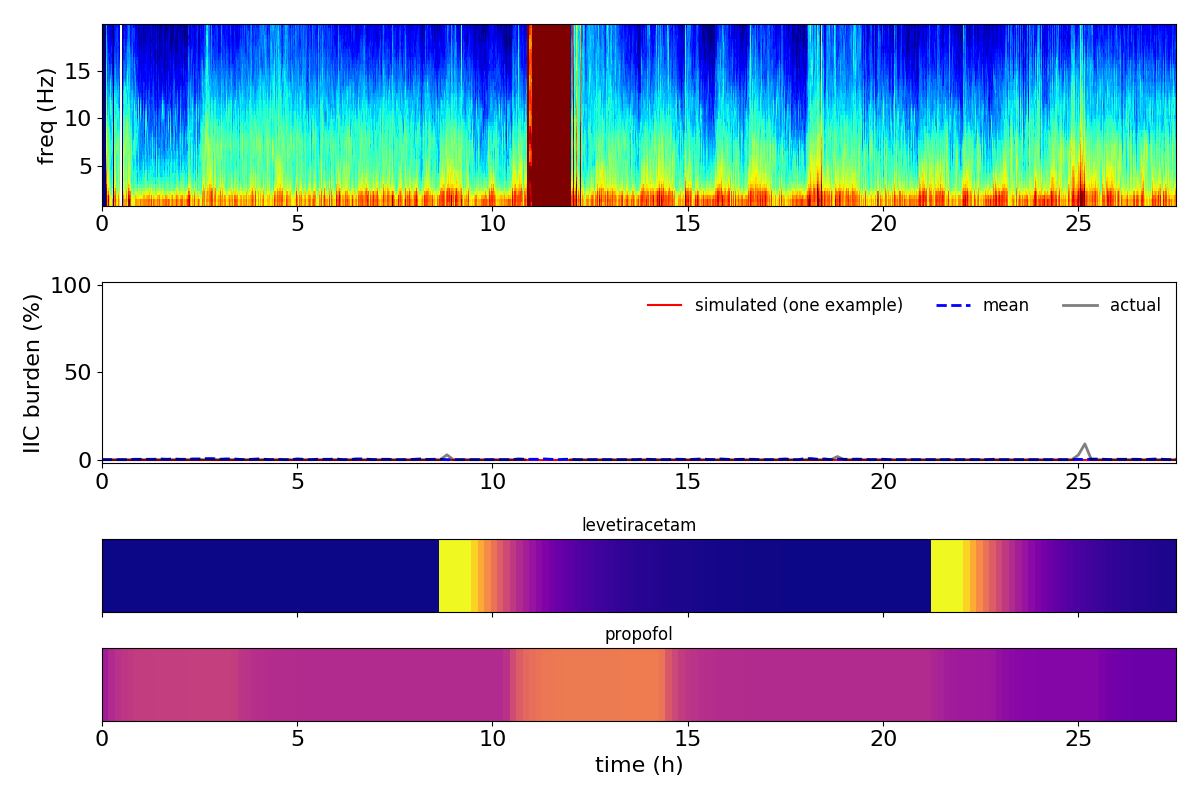 freq (Hz)
15
10
5
0 5 10 15 20 25
IIC burden (%)
100
50
0
simulated (one example) mean actual
0 5 10 15 20 25
levetiracetam
propofol
0 5 10 15 20 25
time (h)